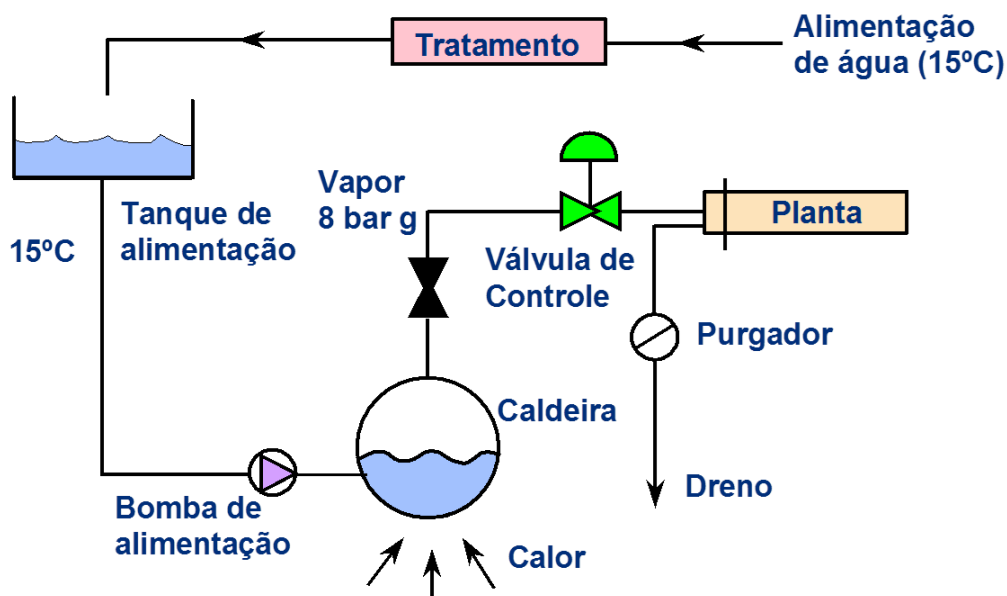 Tratamento
Alimentação
de água (15ºC)
Tanque de
alimentação
15ºC
Vapor
8 bar g
Válvula de
Controle
Planta
Purgador
Caldeira
Dreno
Bomba de
alimentação
Calor